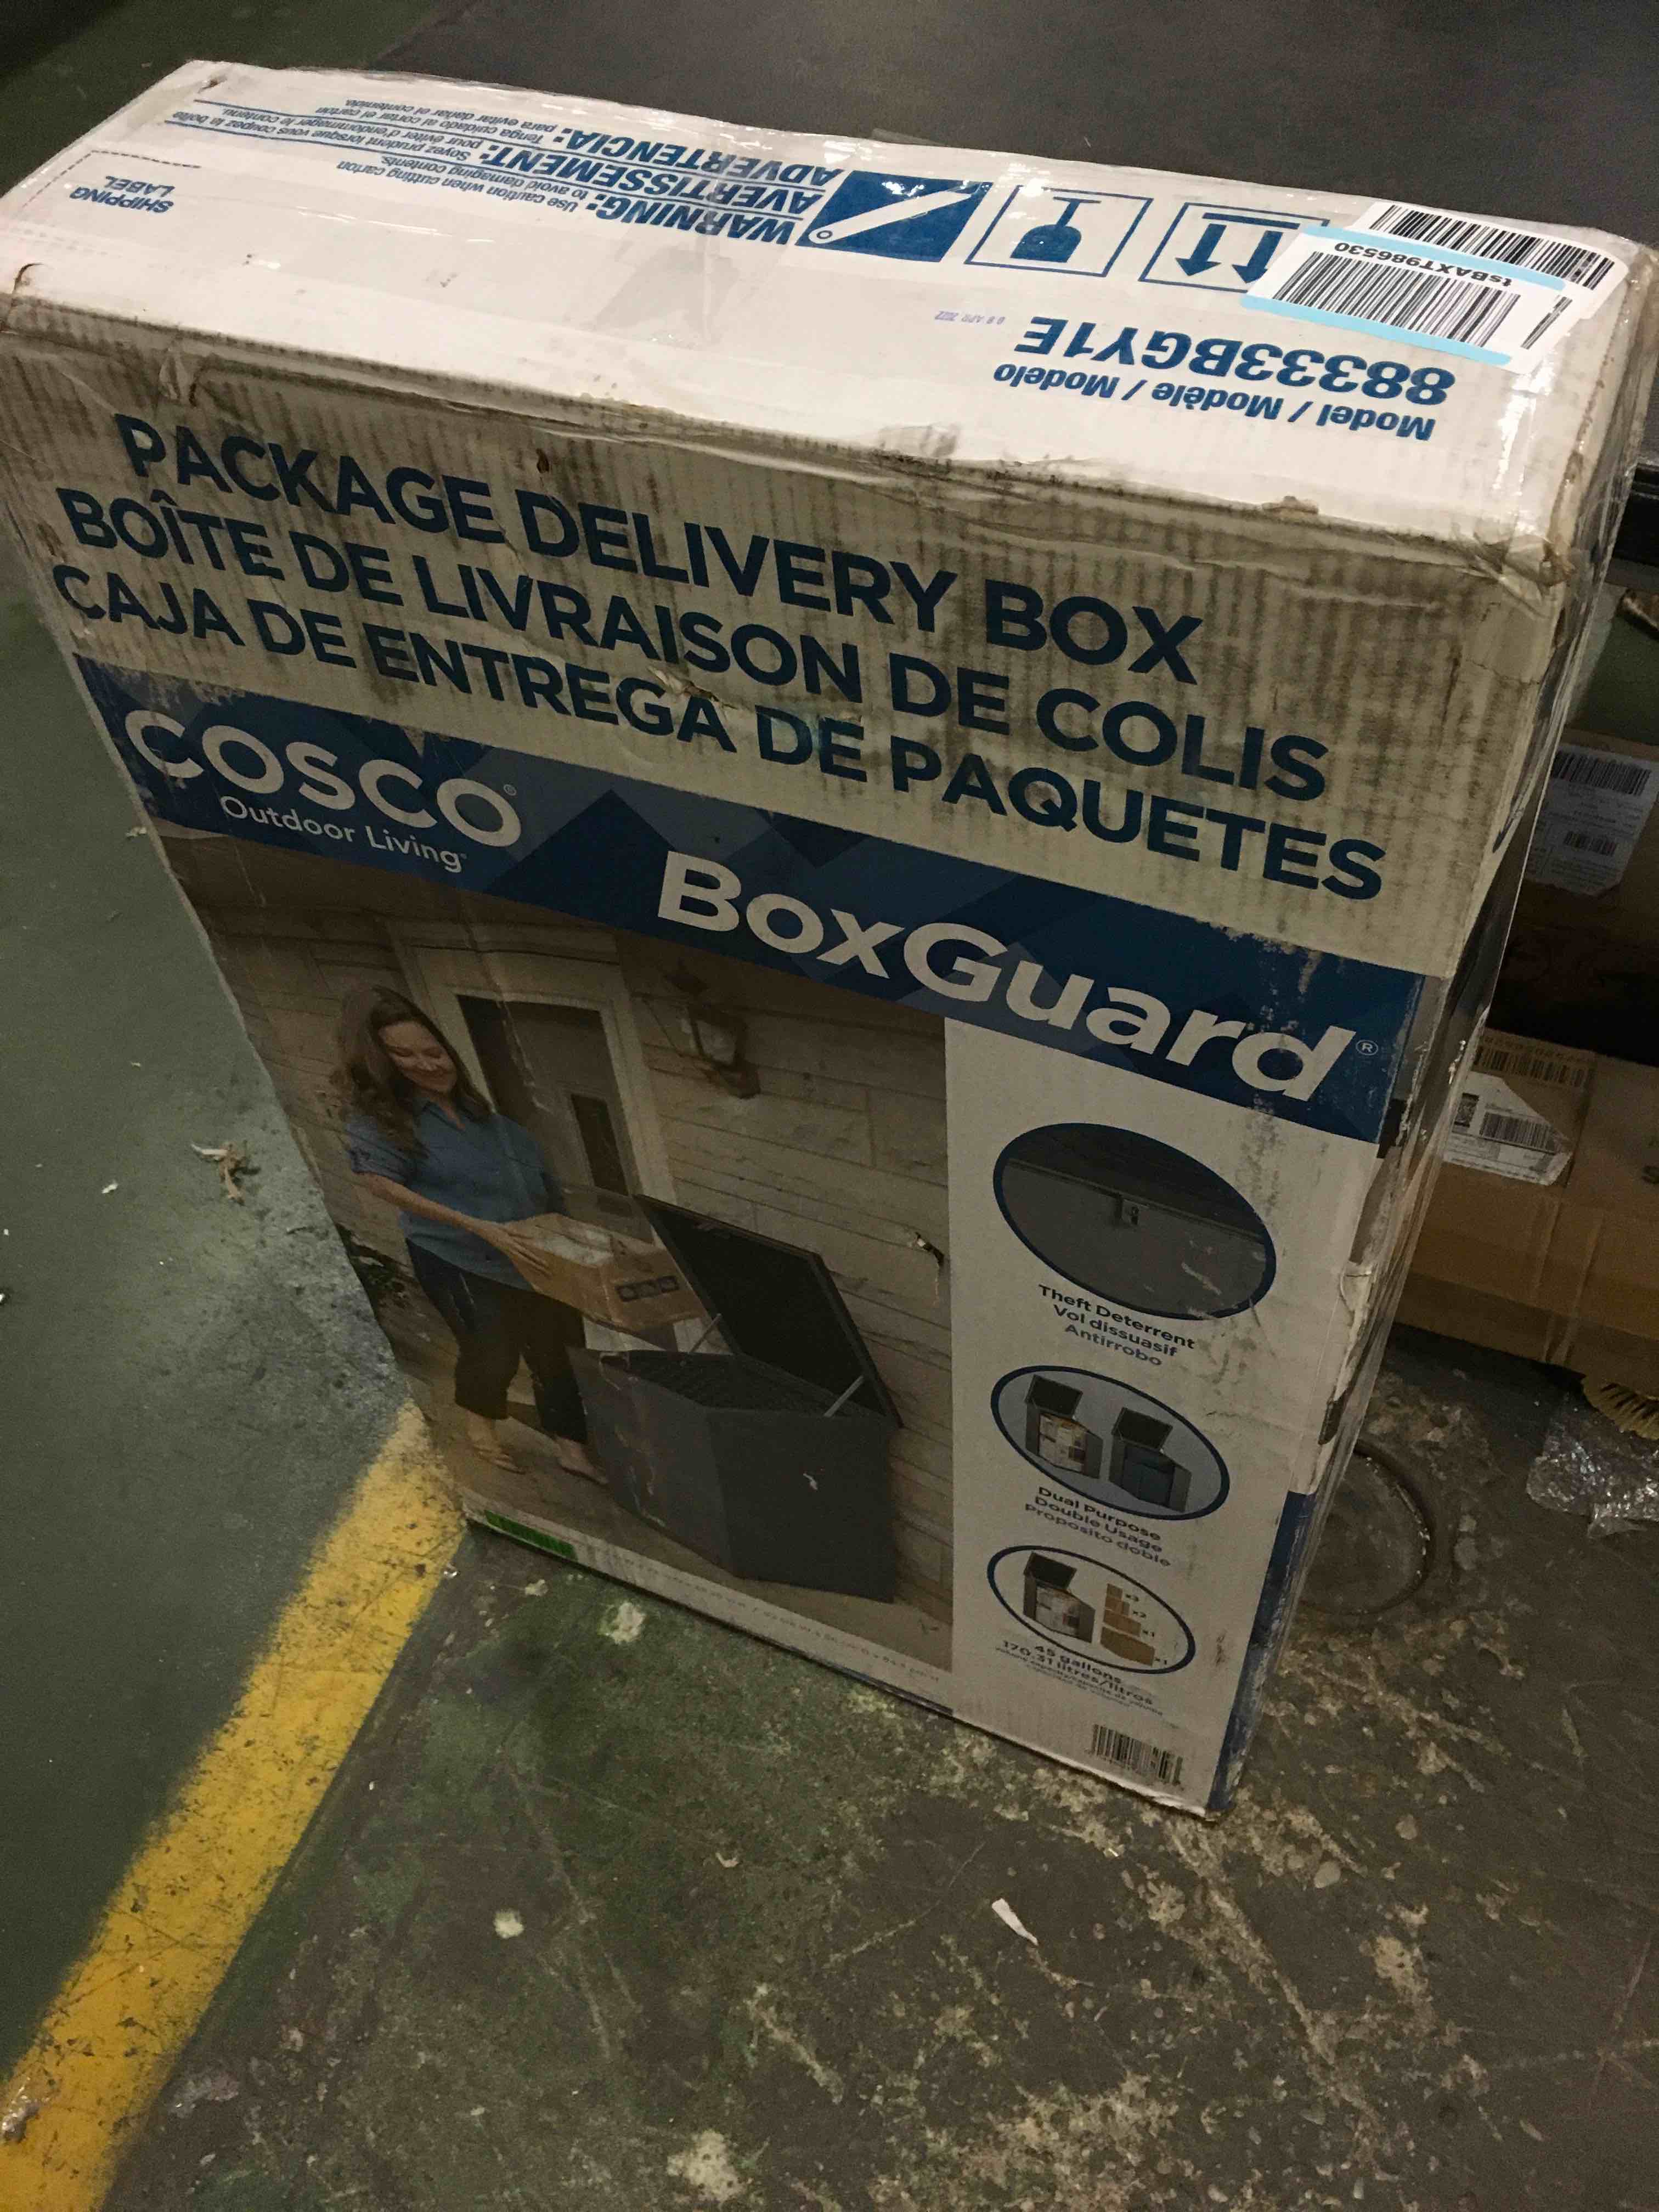 SHIPPING
LABEL
WARNING: Use caution when cutting carton
to avoid damaging contents.
AVERTISSEMENT: Soyez prudent lorsque vous coupez la boîte
pour éviter d'endommager le contenu.
ADVERTENCIA: Tenga cuidado al cortar el cartón
para evitar dañar el contenido.
tsBAXT986530
Model / Modèle / Modelo
88333BGY1E
PACKAGE DELIVERY BOX
BOÎTE DE LIVRAISON DE COLIS
CAJA DE ENTREGA DE PAQUETES
COSCO®
Outdoor Living
BoxGuard®
Theft Deterrent
Vol dissuasif
Antirrobo
Dual Purpose
Double Usage
Proposito doble
45 gallons
170.31 litres/litros